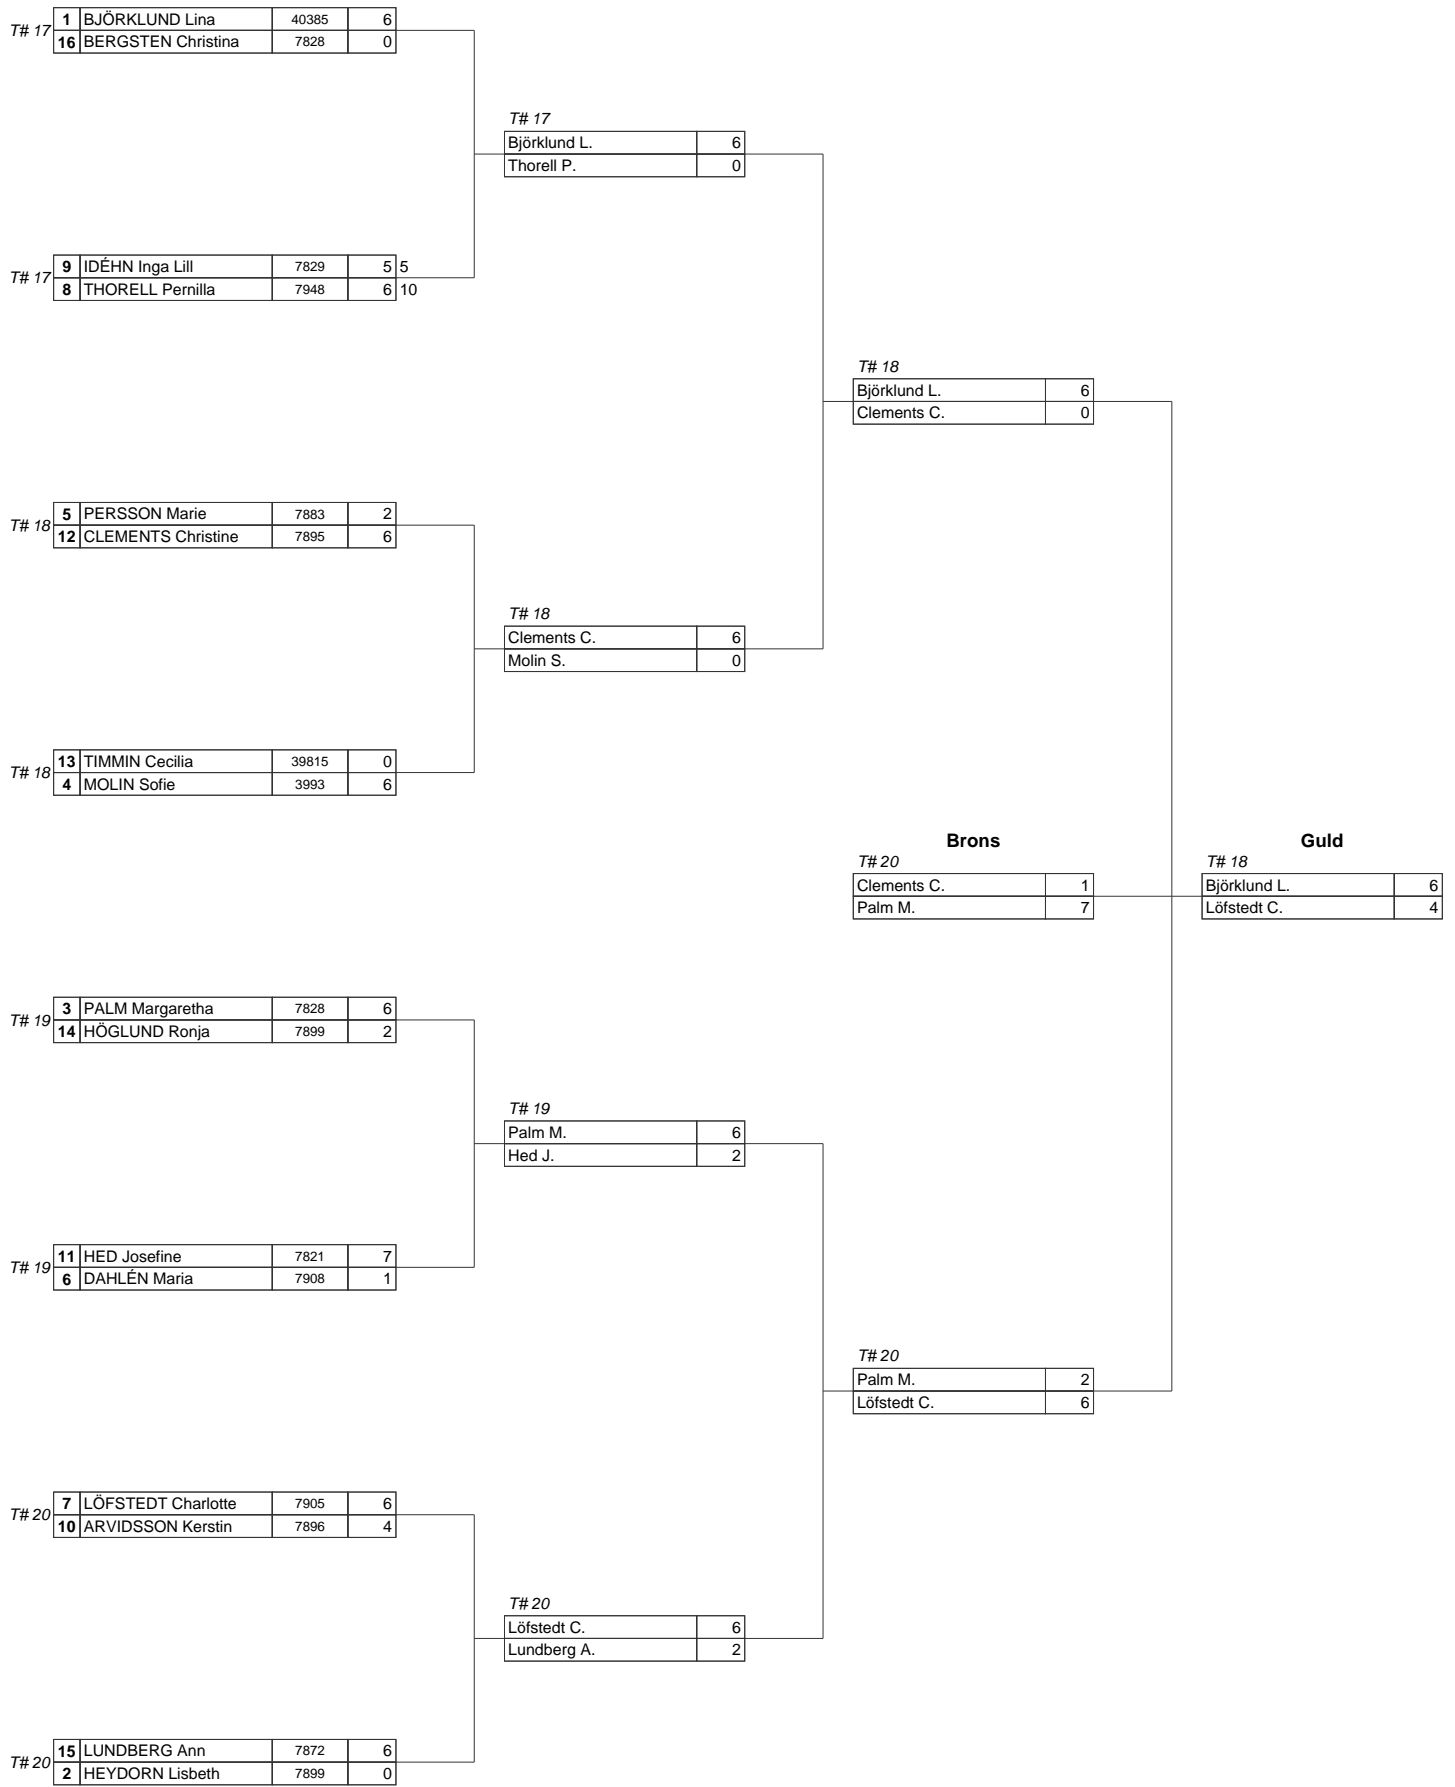 T# 17
1 BJÖRKLUND Lina 40385 6
16 BERGSTEN Christina 7828 0
T# 17
Björklund L. 6
Thorell P. 0
T# 17
9 IDÉHN Inga Lill 7829 5 5
8 THORELL Pernilla 7948 6 10
T# 18
Björklund L. 6
Clements C. 0
T# 18
5 PERSSON Marie 7883 2
12 CLEMENTS Christine 7895 6
T# 18
Clements C. 6
Molin S. 0
T# 18
13 TIMMIN Cecilia 39815 0
4 MOLIN Sofie 3993 6
Brons
T# 20
Clements C. 1
Palm M. 7
Guld
T# 18
Björklund L. 6
Löfstedt C. 4
T# 19
3 PALM Margaretha 7828 6
14 HÖGLUND Ronja 7899 2
T# 19
Palm M. 6
Hed J. 2
T# 19
11 HED Josefine 7821 7
6 DAHLÉN Maria 7908 1
T# 20
Palm M. 2
Löfstedt C. 6
T# 20
7 LÖFSTEDT Charlotte 7905 6
10 ARVIDSSON Kerstin 7896 4
T# 20
Löfstedt C. 6
Lundberg A. 2
T# 20
15 LUNDBERG Ann 7872 6
2 HEYDORN Lisbeth 7899 0